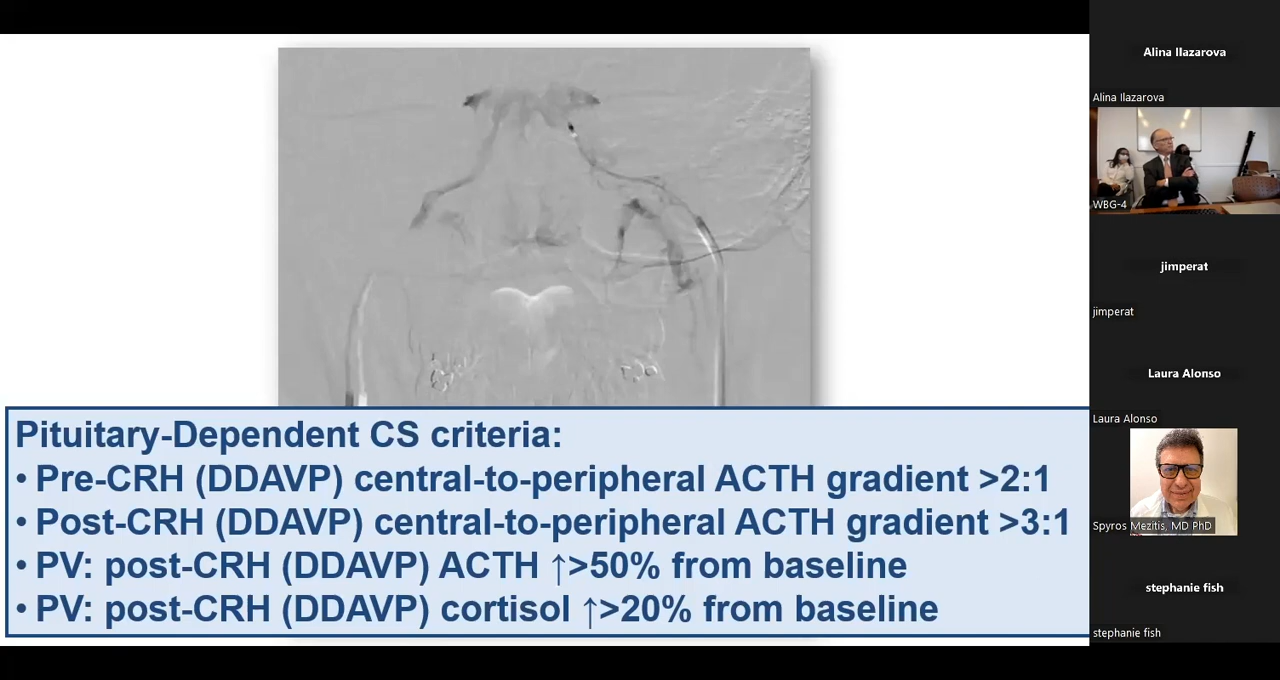 Pituitary-Dependent CS criteria:
• Pre-CRH (DDAVP) central-to-peripheral ACTH gradient >2:1
• Post-CRH (DDAVP) central-to-peripheral ACTH gradient >3:1
• PV: post-CRH (DDAVP) ACTH ↑>50% from baseline
• PV: post-CRH (DDAVP) cortisol ↑>20% from baseline
Alina Ilazarova
Alina Ilazarova
WBG-4
jimperat
jimperat
Laura Alonso
Laura Alonso
Spyros Mezitis, MD PhD
stephanie fish
stephanie fish